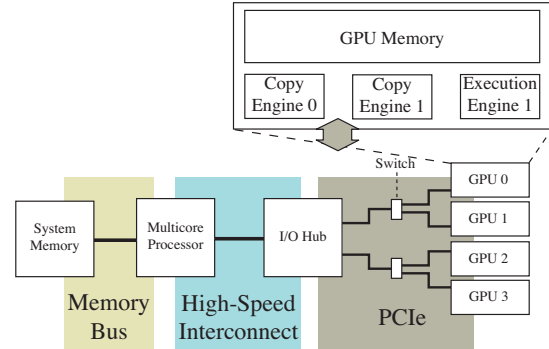 GPU Memory
Copy
Engine 0
Copy
Engine 1
Execution
Engine 1
Switch
GPU 0
GPU 1
GPU 2
GPU 3
System
Memory
Multicore
Processor
I/O Hub
Memory
Bus
High-Speed
Interconnect
PCIe